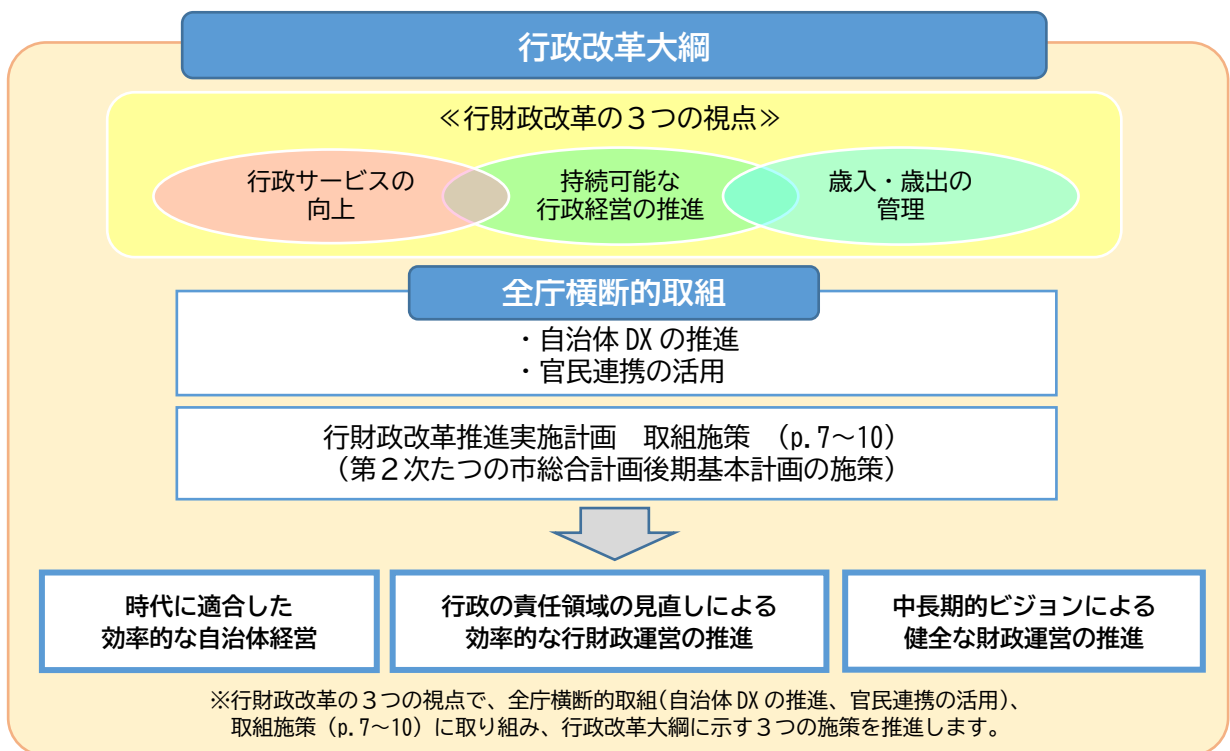 行政改革大綱
≪行財政改革の３つの視点≫
行政サービスの
向上
持続可能な
行政経営の推進
歳入・歳出の
管理
全庁横断的取組
・自治体 DX の推進
・官民連携の活用
行財政改革推進実施計画　取組施策　（p.7～10）
（第２次たつの市総合計画後期基本計画の施策）
時代に適合した
効率的な自治体経営
行政の責任領域の見直しによる
効率的な行財政運営の推進
中長期的ビジョンによる
健全な財政運営の推進
※行財政改革の３つの視点で、全庁横断的取組（自治体 DX の推進、官民連携の活用）、
取組施策（p.7～10）に取り組み、行政改革大綱に示す３つの施策を推進します。